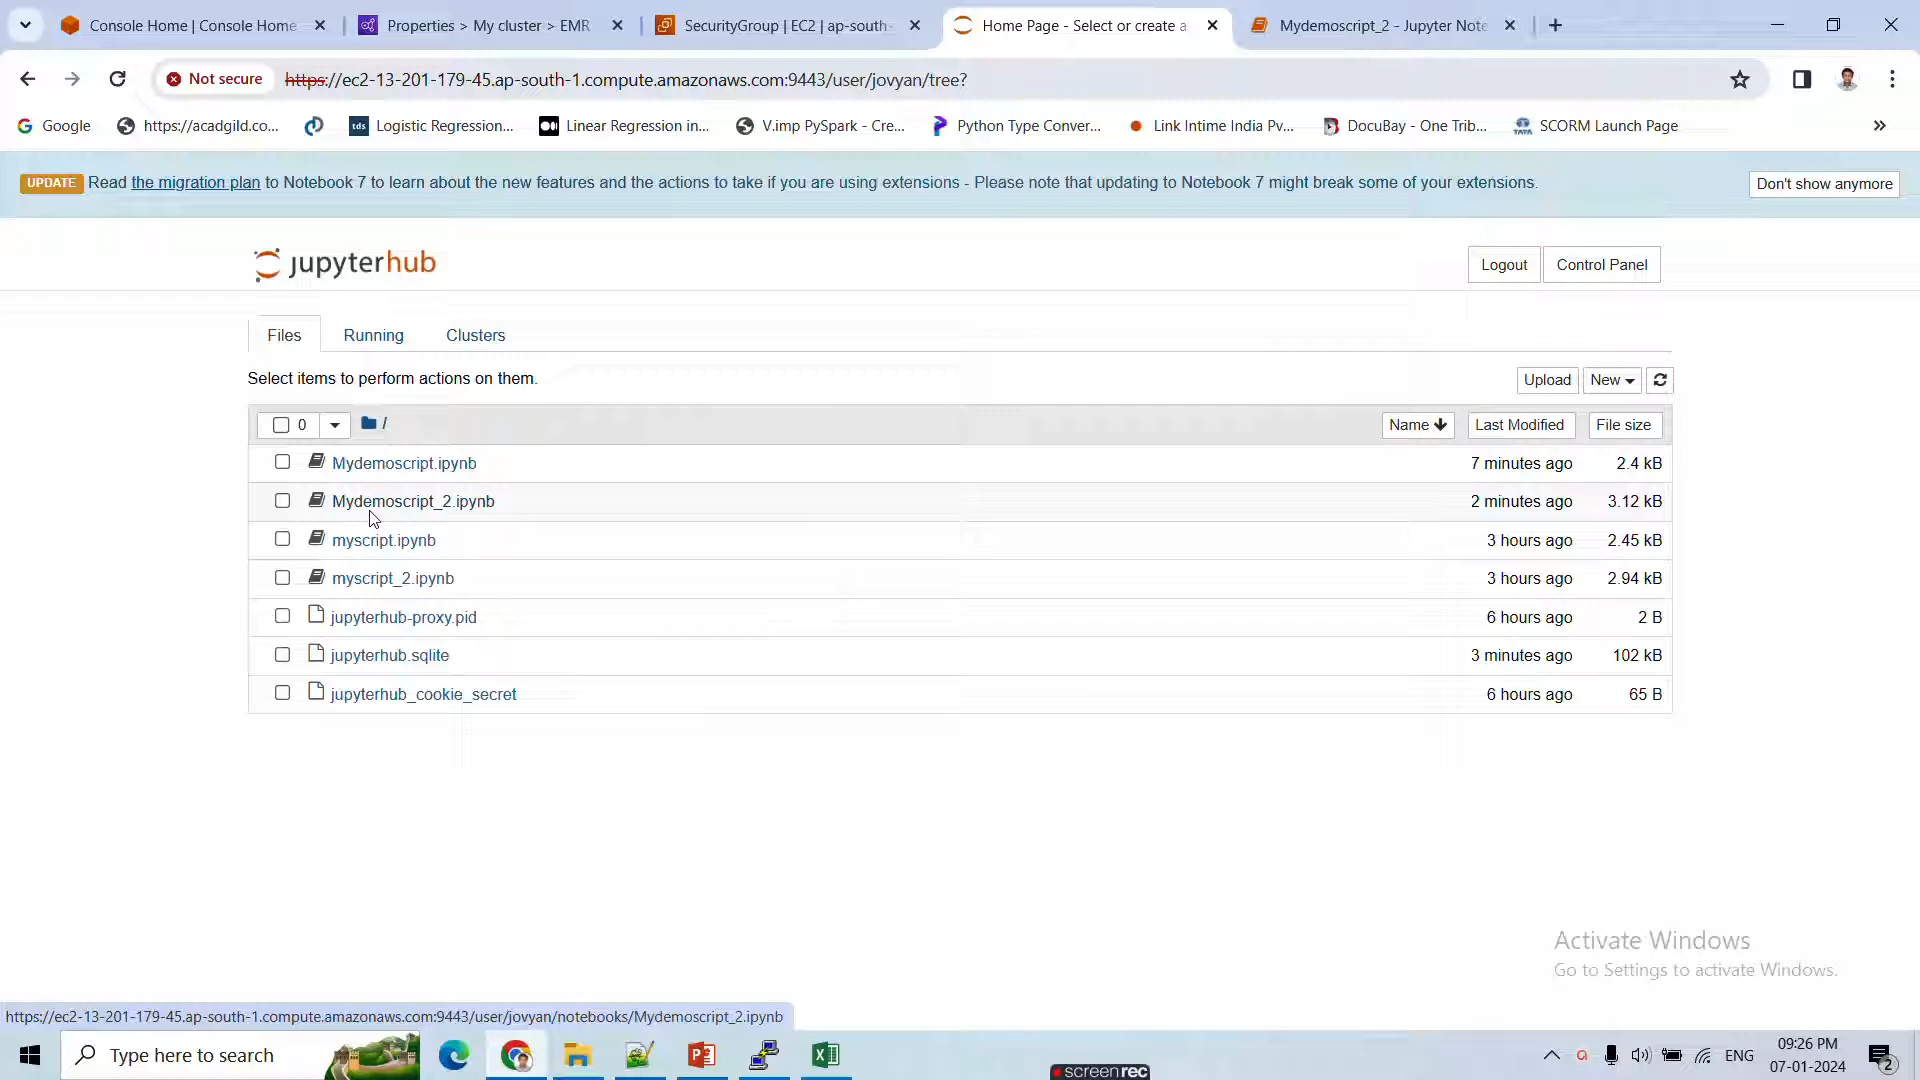 Console Home | Console Home
Properties > My cluster > EMR
SecurityGroup | EC2 | ap-south-
Home Page - Select or create a
Mydemoscript_2 - Jupyter Note
Not secure
https://ec2-13-201-179-45.ap-south-1.compute.amazonaws.com:9443/user/jovyan/tree?
Google
https://acadgild.co...
tds
Logistic Regression...
Linear Regression in...
V.imp PySpark - Cre...
Python Type Conver...
Link Intime India Pv...
DocuBay - One Trib...
TATA
SCORM Launch Page
»
UPDATE Read the migration plan to Notebook 7 to learn about the new features and the actions to take if you are using extensions - Please note that updating to Notebook 7 might break some of your extensions.
Don't show anymore
jupyterhub
Logout
Control Panel
Files
Running
Clusters
Select items to perform actions on them.
Upload
New
0
/
Name
Last Modified
File size
Mydemoscript.ipynb 7 minutes ago 2.4 kB
Mydemoscript_2.ipynb 2 minutes ago 3.12 kB
myscript.ipynb 3 hours ago 2.45 kB
myscript_2.ipynb 3 hours ago 2.94 kB
jupyterhub-proxy.pid 6 hours ago 2 B
jupyterhub.sqlite 3 minutes ago 102 kB
jupyterhub_cookie_secret 6 hours ago 65 B
Activate Windows
Go to Settings to activate Windows.
https://ec2-13-201-179-45.ap-south-1.compute.amazonaws.com:9443/user/jovyan/notebooks/Mydemoscript_2.ipynb
Type here to search
screenrec
ENG
09:26 PM
07-01-2024
2